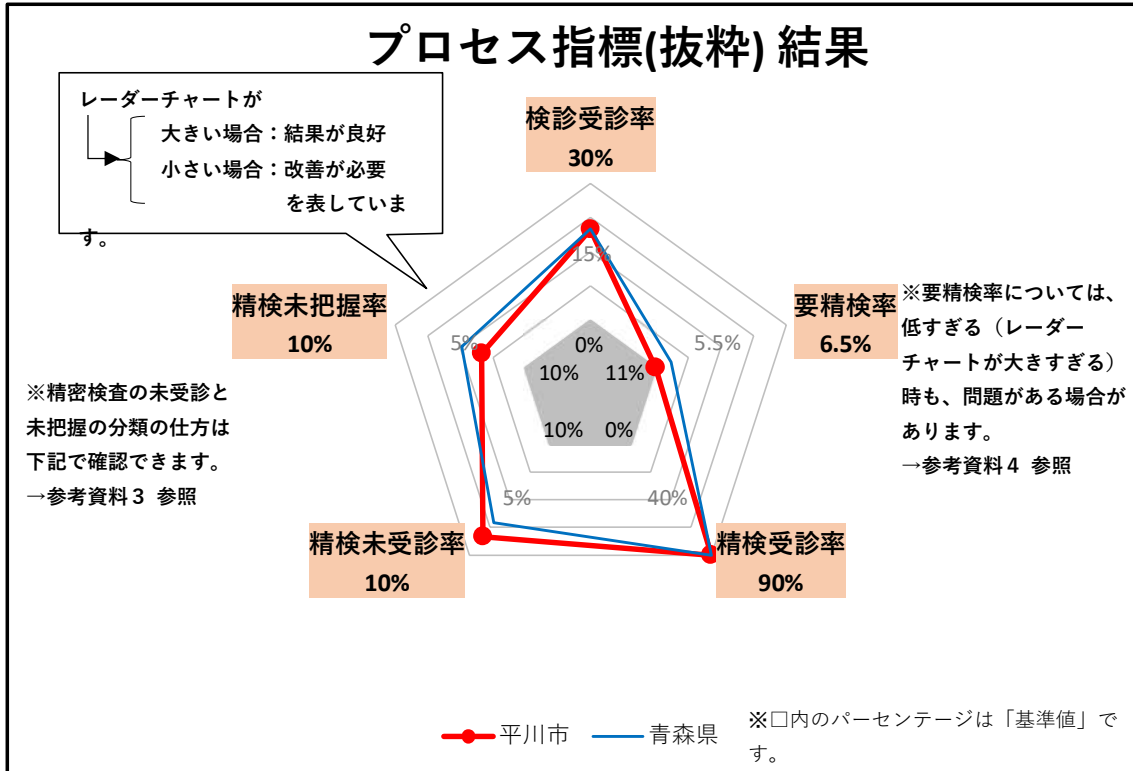 プロセス指標(抜粋) 結果
レーダーチャートが
大きい場合：結果が良好
小さい場合：改善が必要
を表していま
す。
検診受診率
30%
15%
0%
要精検率
6.5%
5.5%
11%
※要精検率については、
低すぎる（レーダー
チャートが大きすぎる）
時も、問題がある場合が
あります。
→参考資料４ 参照
精検未把握率
10%
5%
10%
※精密検査の未受診と
未把握の分類の仕方は
下記で確認できます。
→参考資料３ 参照
10%
0%
5%
40%
精検未受診率
10%
精検受診率
90%
平川市
青森県
※□内のパーセンテージは「基準値」で
す。